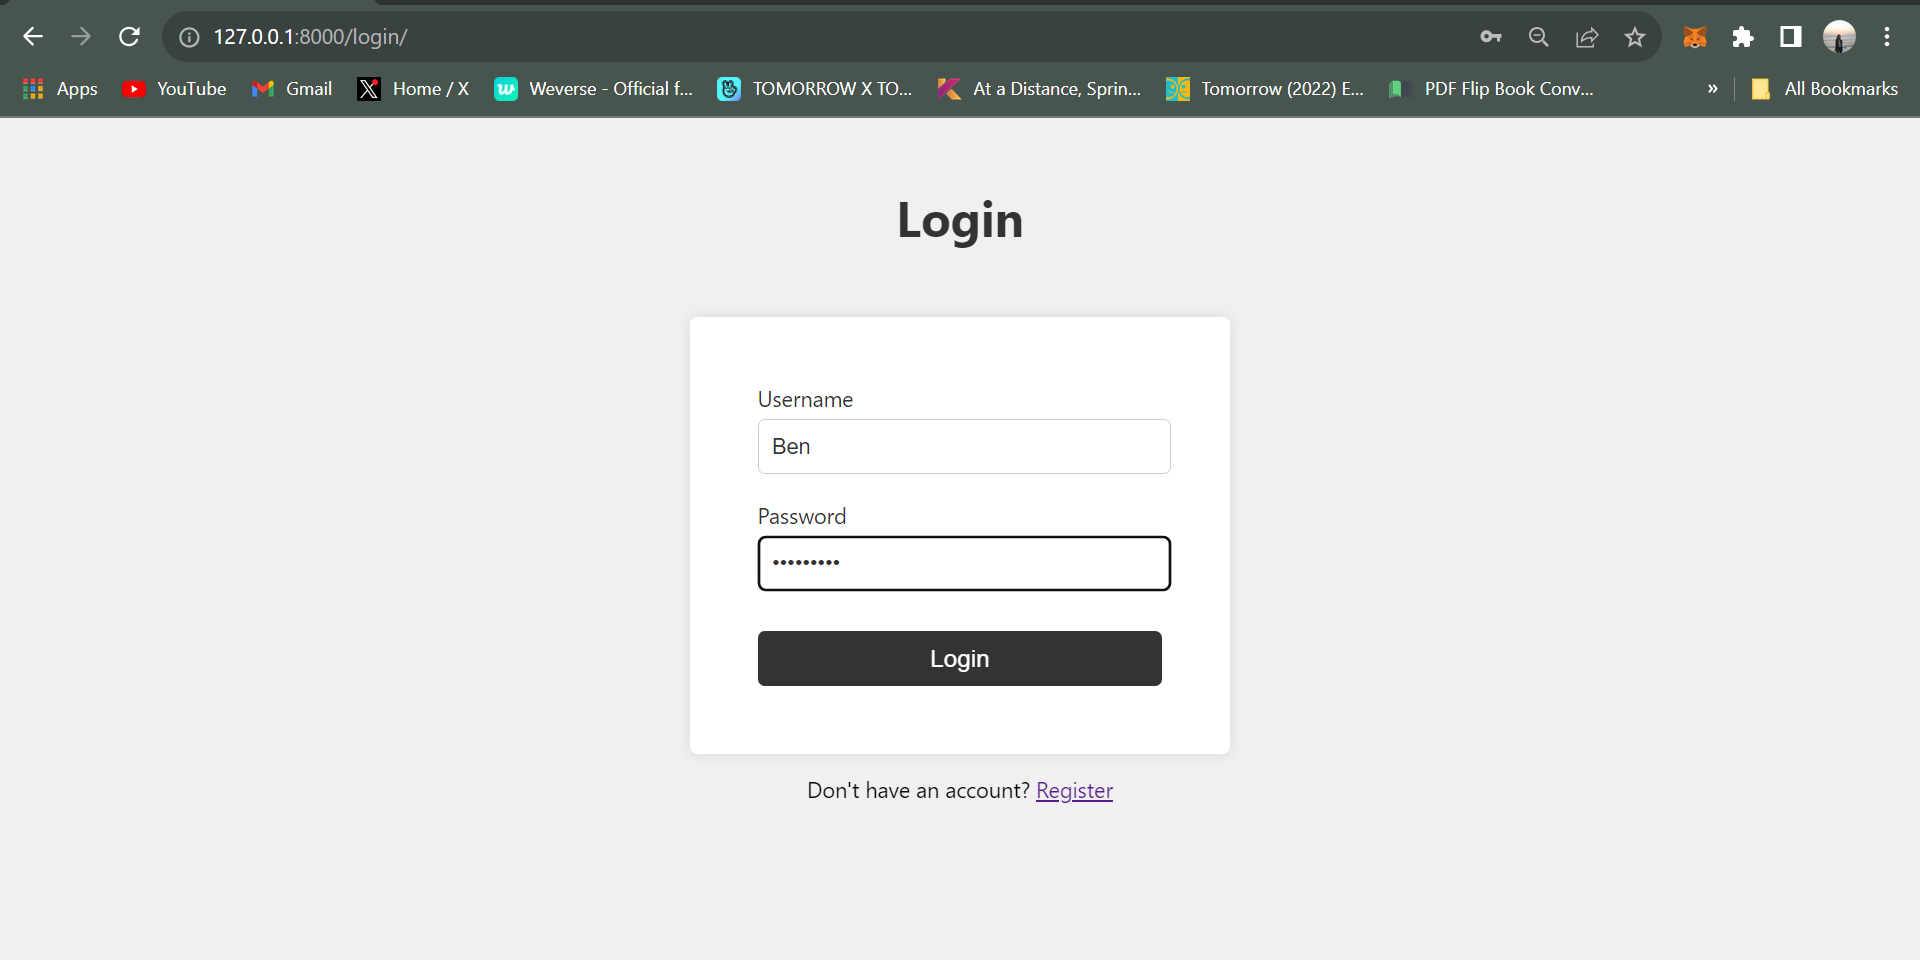 127.0.0.1:8000/login/
Apps YouTube Gmail Home / X Weverse - Official f... TOMORROW X TO... At a Distance, Sprin... Tomorrow (2022) E... PDF Flip Book Conv... » All Bookmarks
Login
Username
Ben
Password
•••••••••
Login
Don't have an account? Register